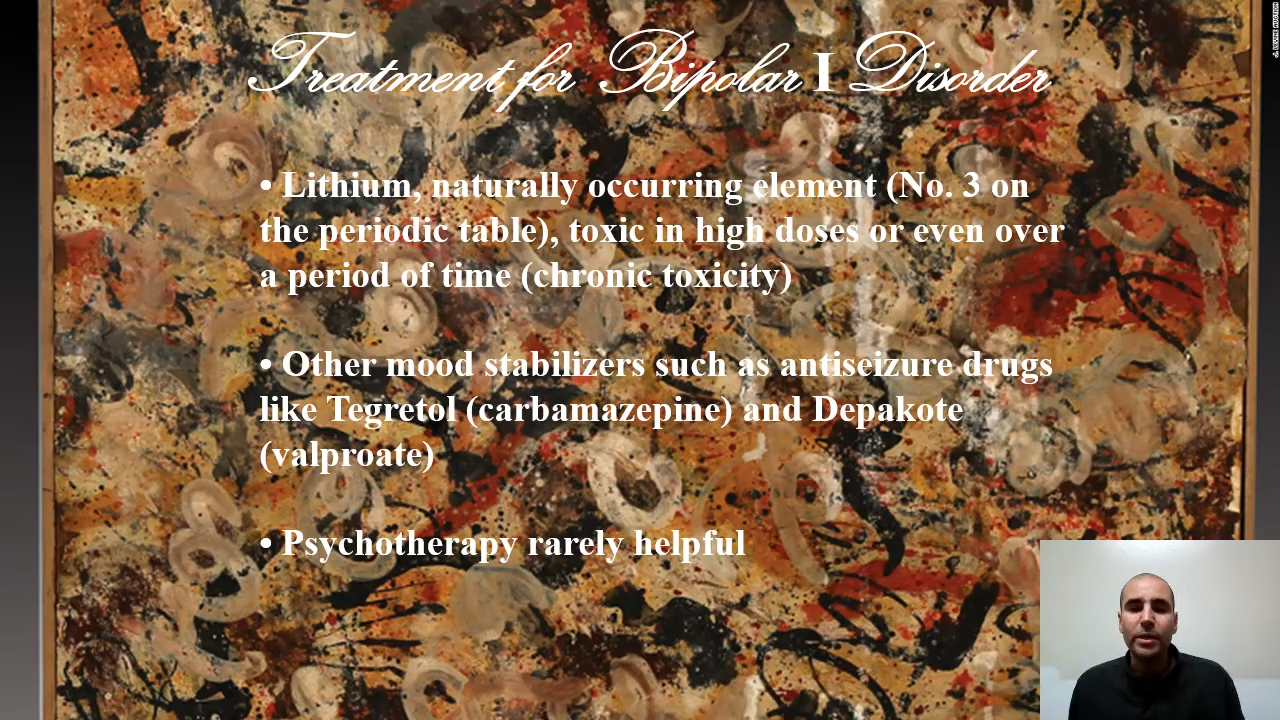 Treatment for Bipolar I Disorder
• Lithium, naturally occurring element (No. 3 on
the periodic table), toxic in high doses or even over
a period of time (chronic toxicity)
• Other mood stabilizers such as antiseizure drugs
like Tegretol (carbamazepine) and Depakote
(valproate)
• Psychotherapy rarely helpful